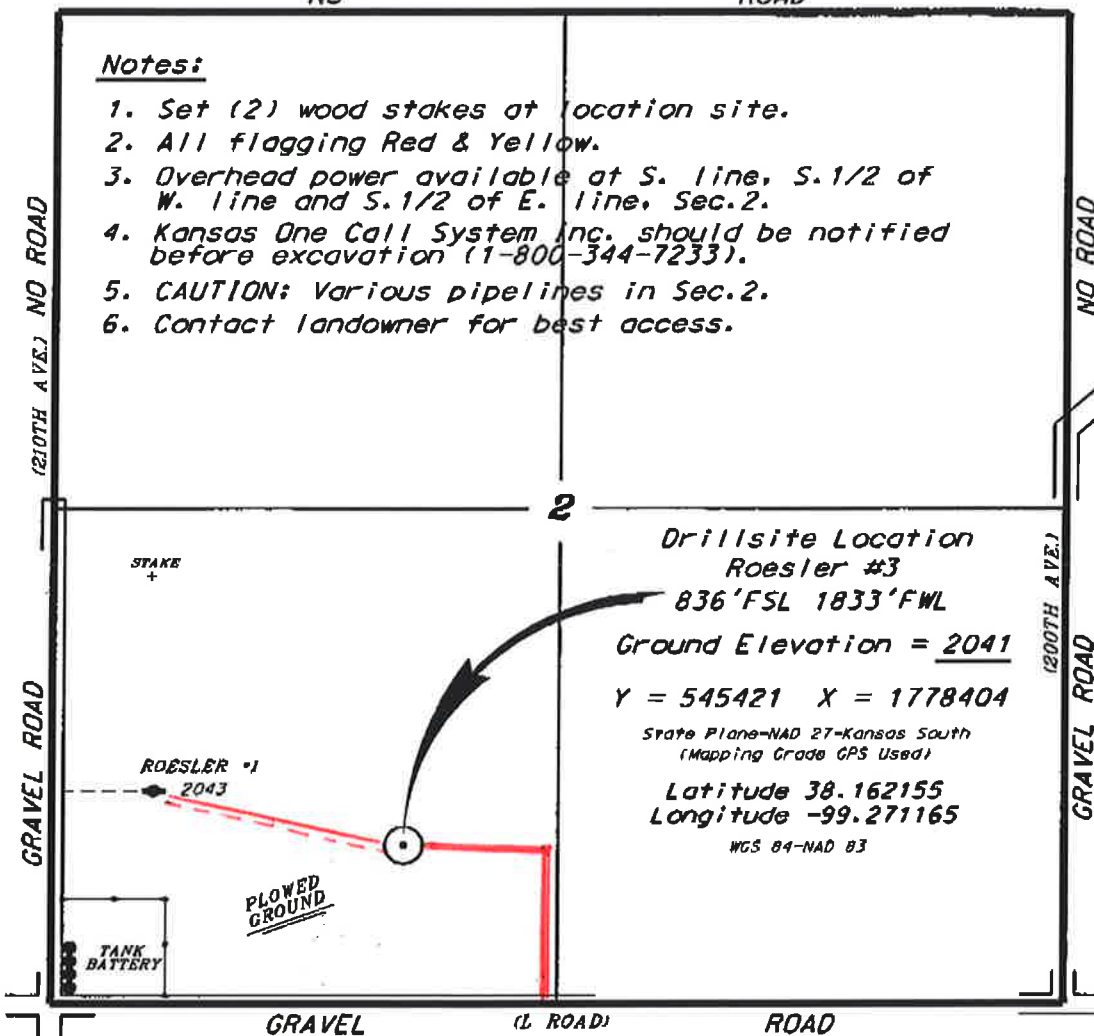 ROAD
Notes:
1. Set (2) wood stakes at location site.
2. All flagging Red & Yellow.
3. Overhead power available at S. line, S.1/2 of
W. line and S.1/2 of E. line, Sec.2.
4. Kansas One Call System Inc. should be notified
before excavation (1-800-344-7233).
5. CAUTION: Various pipelines in Sec.2.
6. Contact landowner for best access.
NO ROAD
NO ROAD
(210TH AVE.)
2
STAKE
Drillsite Location
Roesler #3
836'FSL 1833'FWL
(200TH AVE.)
Ground Elevation = 2041
Y = 545421 X = 1778404
State Plane-NAD 27-Kansas South
(Mapping Grade GPS Used)
Latitude 38.162155
Longitude -99.271165
WGS 84-NAD 83
GRAVEL ROAD
GRAVEL ROAD
ROESLER #1
2043
PLOWED
GROUND
TANK
BATTERY
GRAVEL (L ROAD) ROAD